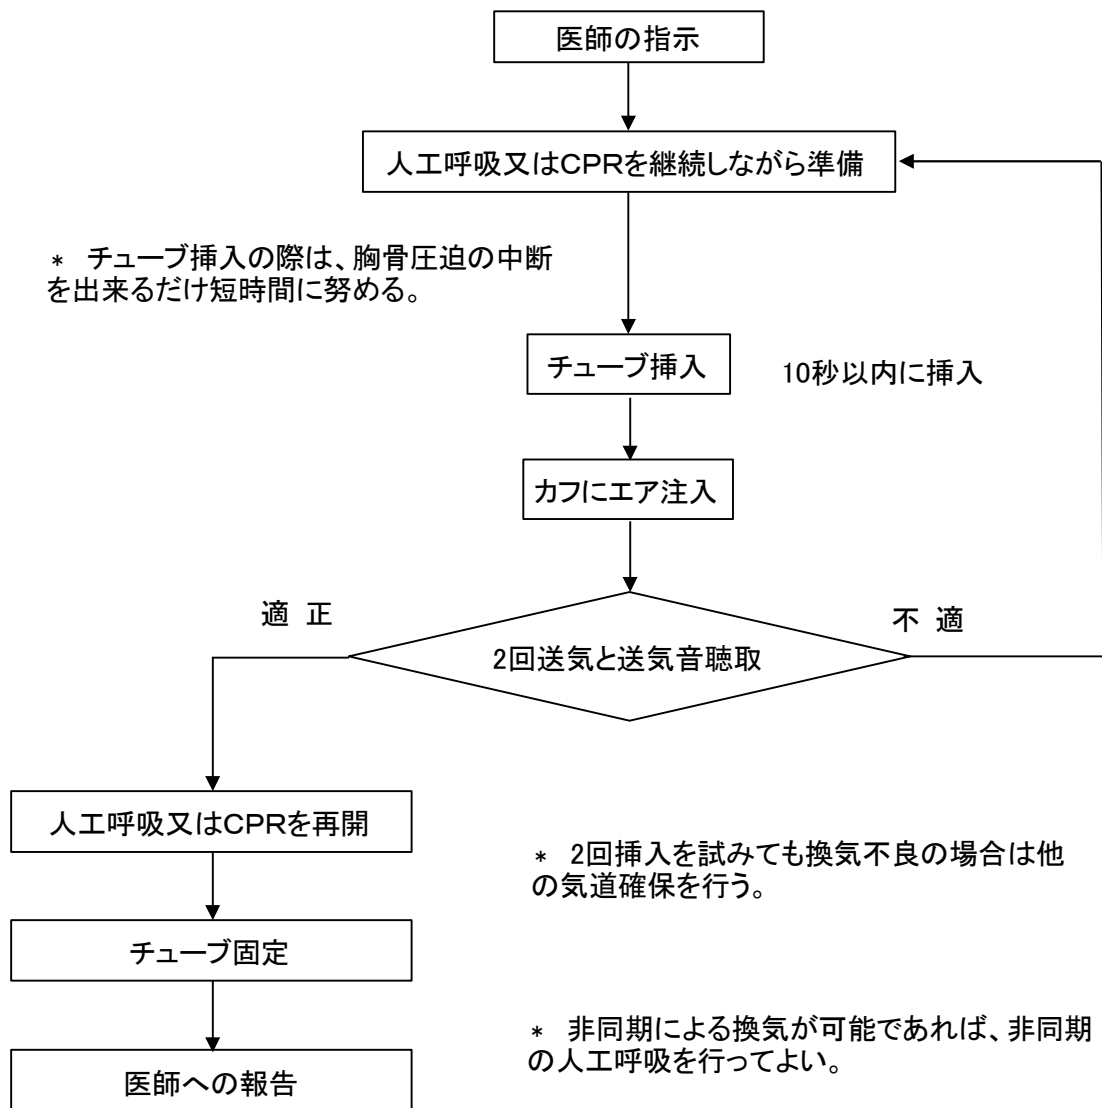 医師の指示
人工呼吸又はCPRを継続しながら準備
* チューブ挿入の際は、胸骨圧迫の中断
を出来るだけ短時間に努める。
チューブ挿入
10秒以内に挿入
カフにエア注入
適 正
不 適
2回送気と送気音聴取
人工呼吸又はCPRを再開
* 2回挿入を試みても換気不良の場合は他
の気道確保を行う。
チューブ固定
* 非同期による換気が可能であれば、非同期
の人工呼吸を行ってよい。
医師への報告